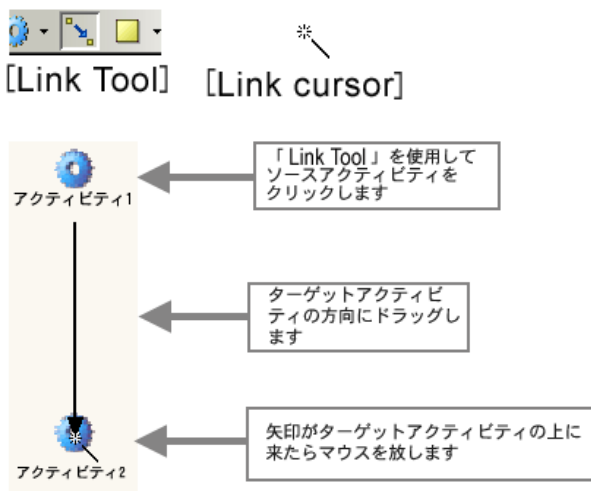 [Link Tool]
[Link cursor]
「 Link Tool 」を使用して
ソースアクティビティを
クリックします
アクティビティ1
ターゲットアクティビ
ティの方向にドラッグし
ます
矢印がターゲットアクティビティの上に
来たらマウスを放します
アクティビティ2